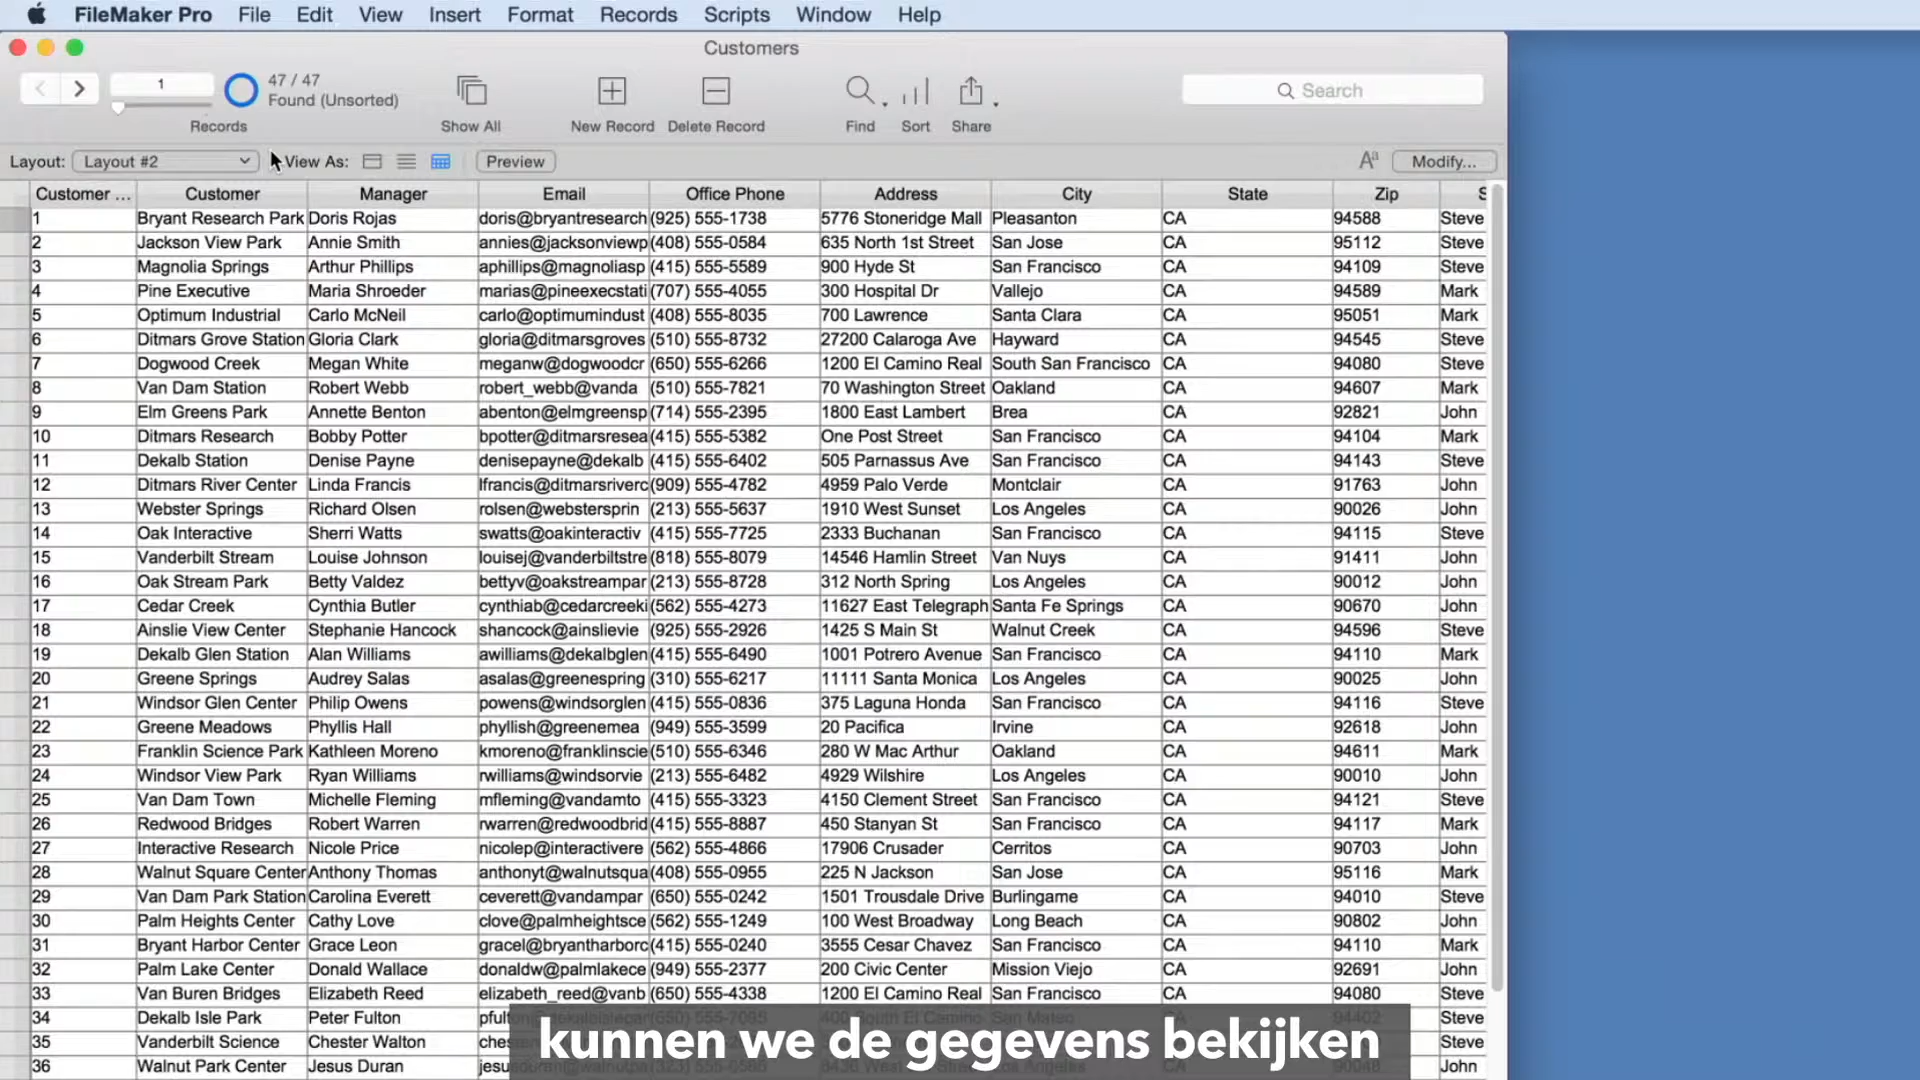 FileMaker Pro File Edit View Insert Format Records Scripts Window Help
Customers
1 47 / 47 Found (Unsorted) Search
Records Show All New Record Delete Record Find Sort Share
Layout: Layout #2 View As: Preview Aa Modify...
Customer ... Customer Manager Email Office Phone Address City State Zip S
1 Bryant Research Park Doris Rojas doris@bryantresearch (925) 555-1738 5776 Stoneridge Mall Pleasanton CA 94588 Steve
2 Jackson View Park Annie Smith annies@jacksonviewp (408) 555-0584 635 North 1st Street San Jose CA 95112 Steve
3 Magnolia Springs Arthur Phillips aphillips@magnoliasp (415) 555-5589 900 Hyde St San Francisco CA 94109 Steve
4 Pine Executive Maria Shroeder marias@pineexecstati (707) 555-4055 300 Hospital Dr Vallejo CA 94589 Mark
5 Optimum Industrial Carlo McNeil carlo@optimumindust (408) 555-8035 700 Lawrence Santa Clara CA 95051 Mark
6 Ditmars Grove Station Gloria Clark gloria@ditmarsgroves (510) 555-8732 27200 Calaroga Ave Hayward CA 94545 Steve
7 Dogwood Creek Megan White meganw@dogwoodcr (650) 555-6266 1200 El Camino Real South San Francisco CA 94080 Steve
8 Van Dam Station Robert Webb robert_webb@vanda (510) 555-7821 70 Washington Street Oakland CA 94607 Mark
9 Elm Greens Park Annette Benton abenton@elmgreensp (714) 555-2395 1800 East Lambert Brea CA 92821 John
10 Ditmars Research Bobby Potter bpotter@ditmarsresea (415) 555-5382 One Post Street San Francisco CA 94104 Mark
11 Dekalb Station Denise Payne denisepayne@dekalb (415) 555-6402 505 Parnassus Ave San Francisco CA 94143 Steve
12 Ditmars River Center Linda Francis lfrancis@ditmarsriverc (909) 555-4782 4959 Palo Verde Montclair CA 91763 John
13 Webster Springs Richard Olsen rolsen@webstersprin (213) 555-5637 1910 West Sunset Los Angeles CA 90026 John
14 Oak Interactive Sherri Watts swatts@oakinteractiv (415) 555-7725 2333 Buchanan San Francisco CA 94115 Steve
15 Vanderbilt Stream Louise Johnson louisej@vanderbiltstre (818) 555-8079 14546 Hamlin Street Van Nuys CA 91411 John
16 Oak Stream Park Betty Valdez bettyv@oakstreampar (213) 555-8728 312 North Spring Los Angeles CA 90012 John
17 Cedar Creek Cynthia Butler cynthiab@cedarcreeki (562) 555-4273 11627 East Telegraph Santa Fe Springs CA 90670 John
18 Ainslie View Center Stephanie Hancock shancock@ainslievie (925) 555-2926 1425 S Main St Walnut Creek CA 94596 Steve
19 Dekalb Glen Station Alan Williams awilliams@dekalbglen (415) 555-6490 1001 Potrero Avenue San Francisco CA 94110 Mark
20 Greene Springs Audrey Salas asalas@greenespring (310) 555-6217 11111 Santa Monica Los Angeles CA 90025 John
21 Windsor Glen Center Philip Owens powens@windsorglen (415) 555-0836 375 Laguna Honda San Francisco CA 94116 Steve
22 Greene Meadows Phyllis Hall phyllish@greenemea (949) 555-3599 20 Pacifica Irvine CA 92618 John
23 Franklin Science Park Kathleen Moreno kmoreno@franklinscie (510) 555-6346 280 W Mac Arthur Oakland CA 94611 Mark
24 Windsor View Park Ryan Williams rwilliams@windsorvie (213) 555-6482 4929 Wilshire Los Angeles CA 90010 John
25 Van Dam Town Michelle Fleming mfleming@vandamto (415) 555-3323 4150 Clement Street San Francisco CA 94121 Steve
26 Redwood Bridges Robert Warren rwarren@redwoodbrid (415) 555-8887 450 Stanyan St San Francisco CA 94117 Mark
27 Interactive Research Nicole Price nicolep@interactivere (562) 555-4866 17906 Crusader Cerritos CA 90703 John
28 Walnut Square Center Anthony Thomas anthonyt@walnutsqua (408) 555-0955 225 N Jackson San Jose CA 95116 Mark
29 Van Dam Park Station Carolina Everett ceverett@vandampar (650) 555-0242 1501 Trousdale Drive Burlingame CA 94010 Steve
30 Palm Heights Center Cathy Love clove@palmheightsce (562) 555-1249 100 West Broadway Long Beach CA 90802 John
31 Bryant Harbor Center Grace Leon gracel@bryantharborc (415) 555-0240 3555 Cesar Chavez San Francisco CA 94110 Mark
32 Palm Lake Center Donald Wallace donaldw@palmlakece (949) 555-2377 200 Civic Center Mission Viejo CA 92691 John
33 Van Buren Bridges Elizabeth Reed elizabeth_reed@vanb (650) 555-4338 1200 El Camino Real San Francisco CA 94080 Steve
34 Dekalb Isle Park Peter Fulton Steve
35 Vanderbilt Science Chester Walton Steve
36 Walnut Park Center Jesus Duran John
kunnen we de gegevens bekijken